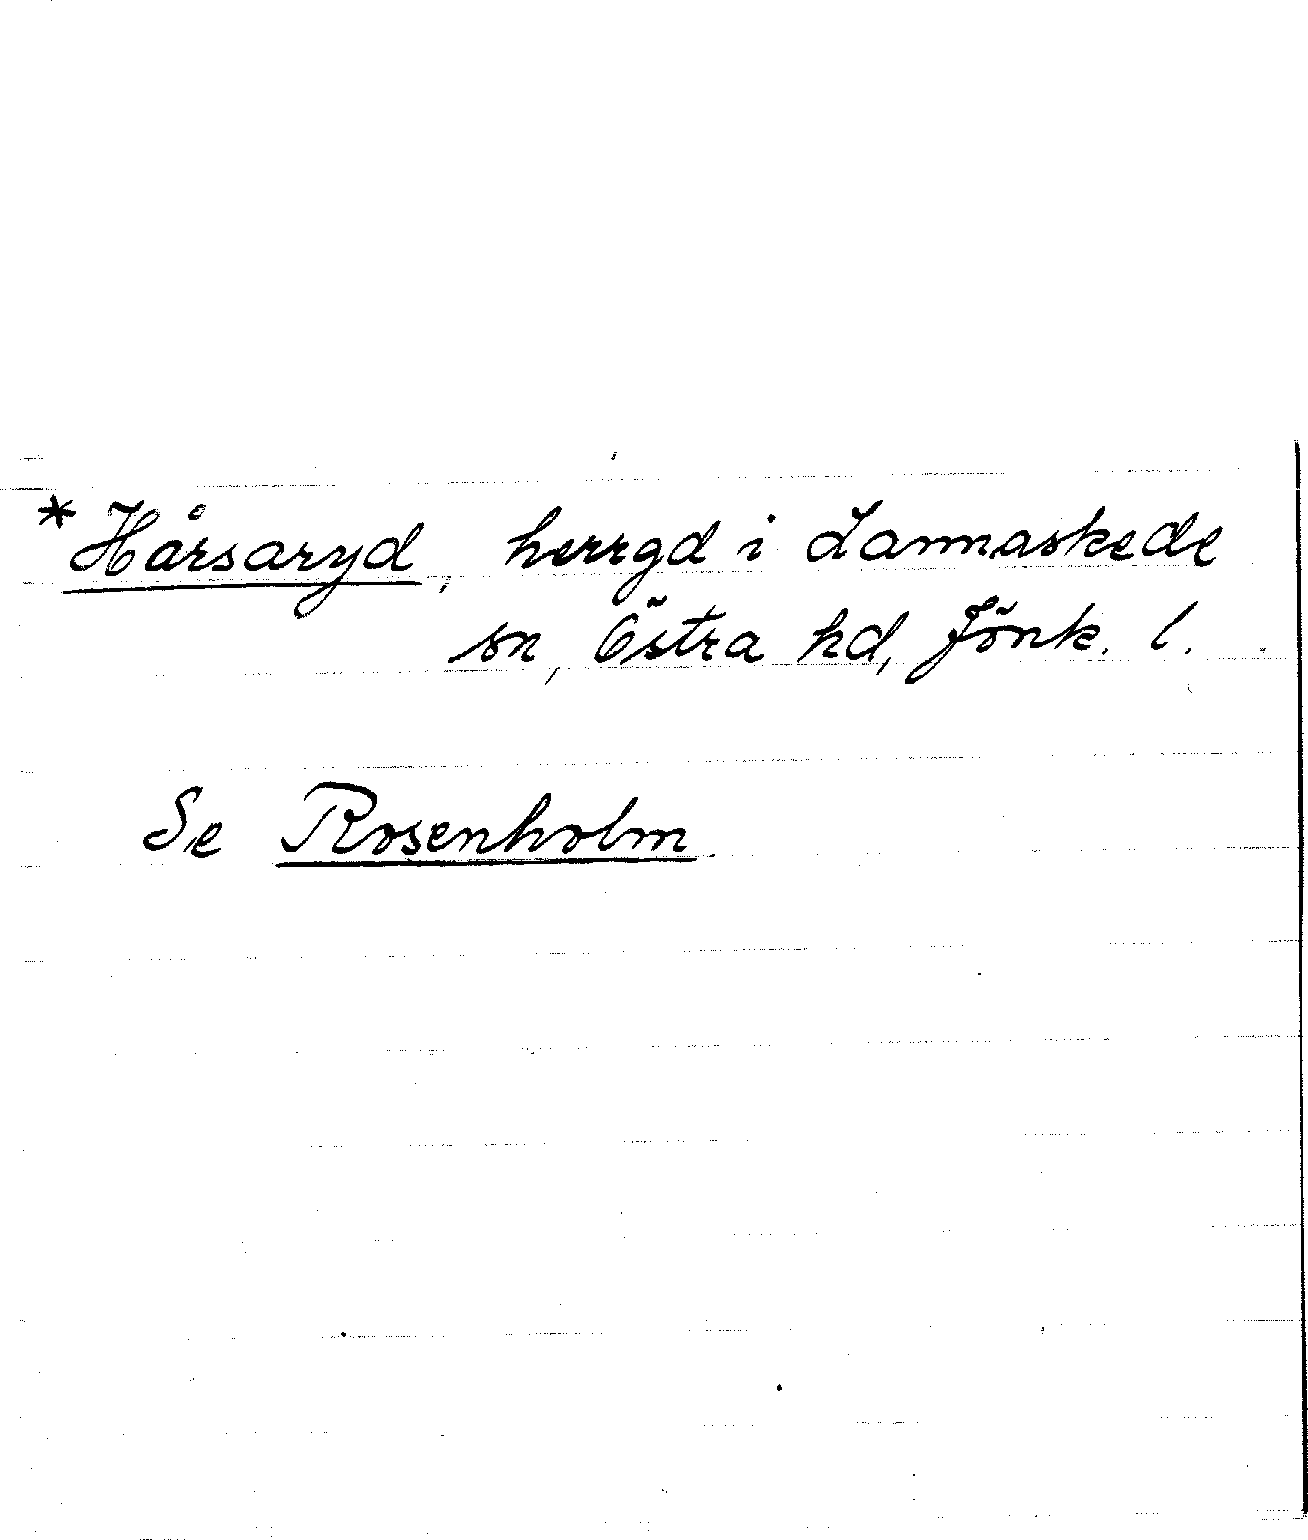 * Hårsaryd, herrgd i Lannaskede
sn, Östra hd, Jönk. l.
Se Rosenholm